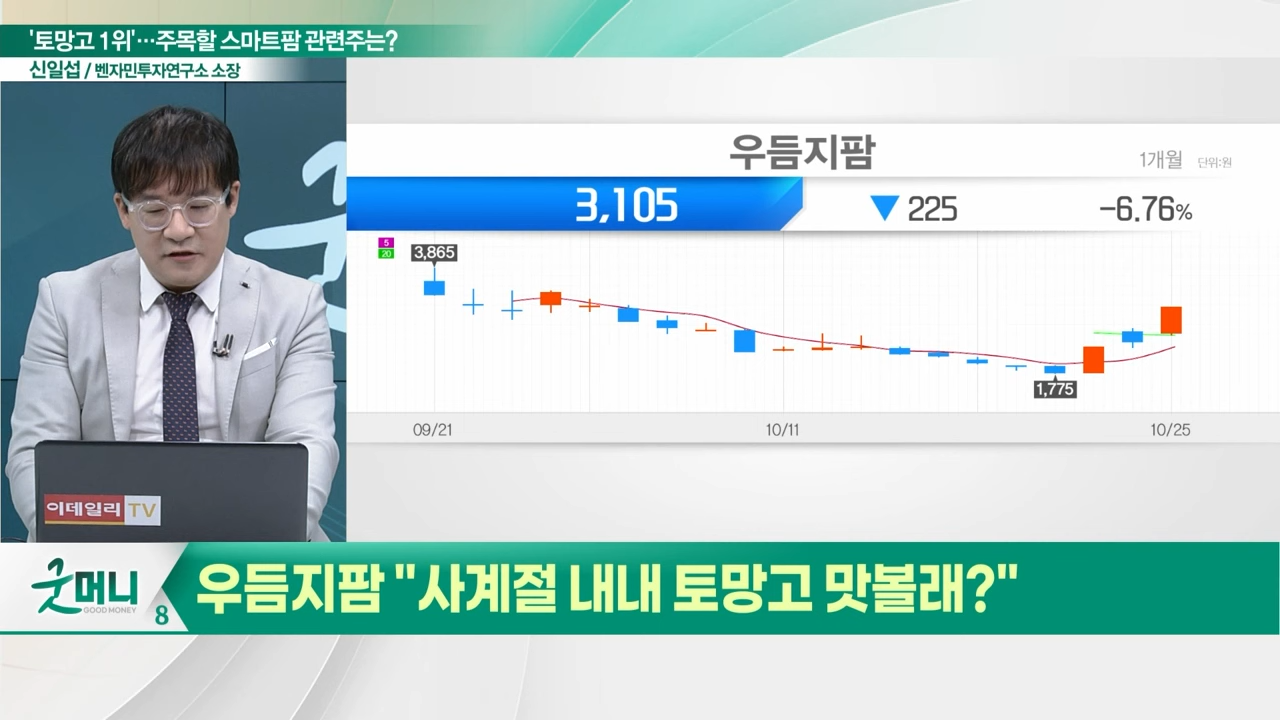 '토망고 1위'…주목할 스마트팜 관련주는?
신일섭 / 벤자민투자연구소 소장
우듬지팜
1개월 단위:원
3,105 ▼ 225 -6.76%
5
20
3,865
1,775
09/21 10/11 10/25
이데일리 TV
굿머니
GOOD MONEY
8
우듬지팜 "사계절 내내 토망고 맛볼래?"